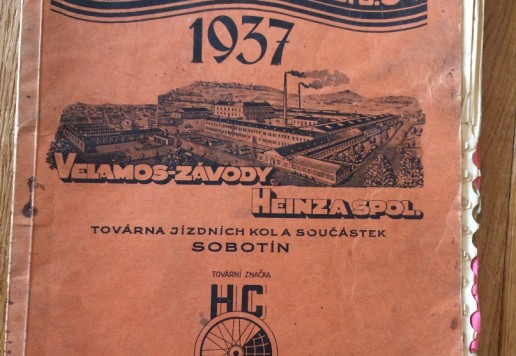 1937
VELAMOS-ZÁVODY
HEINZ A SPOL.
TOVÁRNA JÍZDNÍCH KOL A SOUČÁSTEK
SOBOTÍN
TOVÁRNÍ ZNAČKA
HC